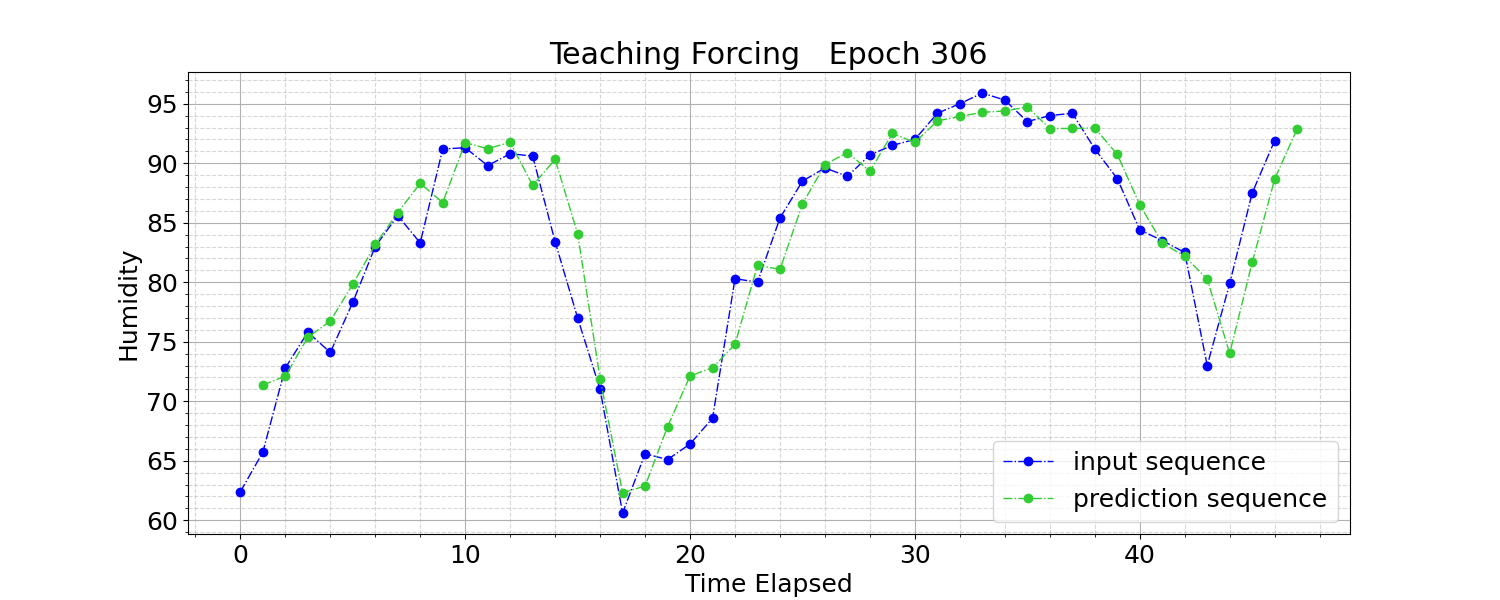 Teaching Forcing   Epoch 306
Humidity
95
90
85
80
75
70
65
60
input sequence
prediction sequence
0 10 20 30 40
Time Elapsed